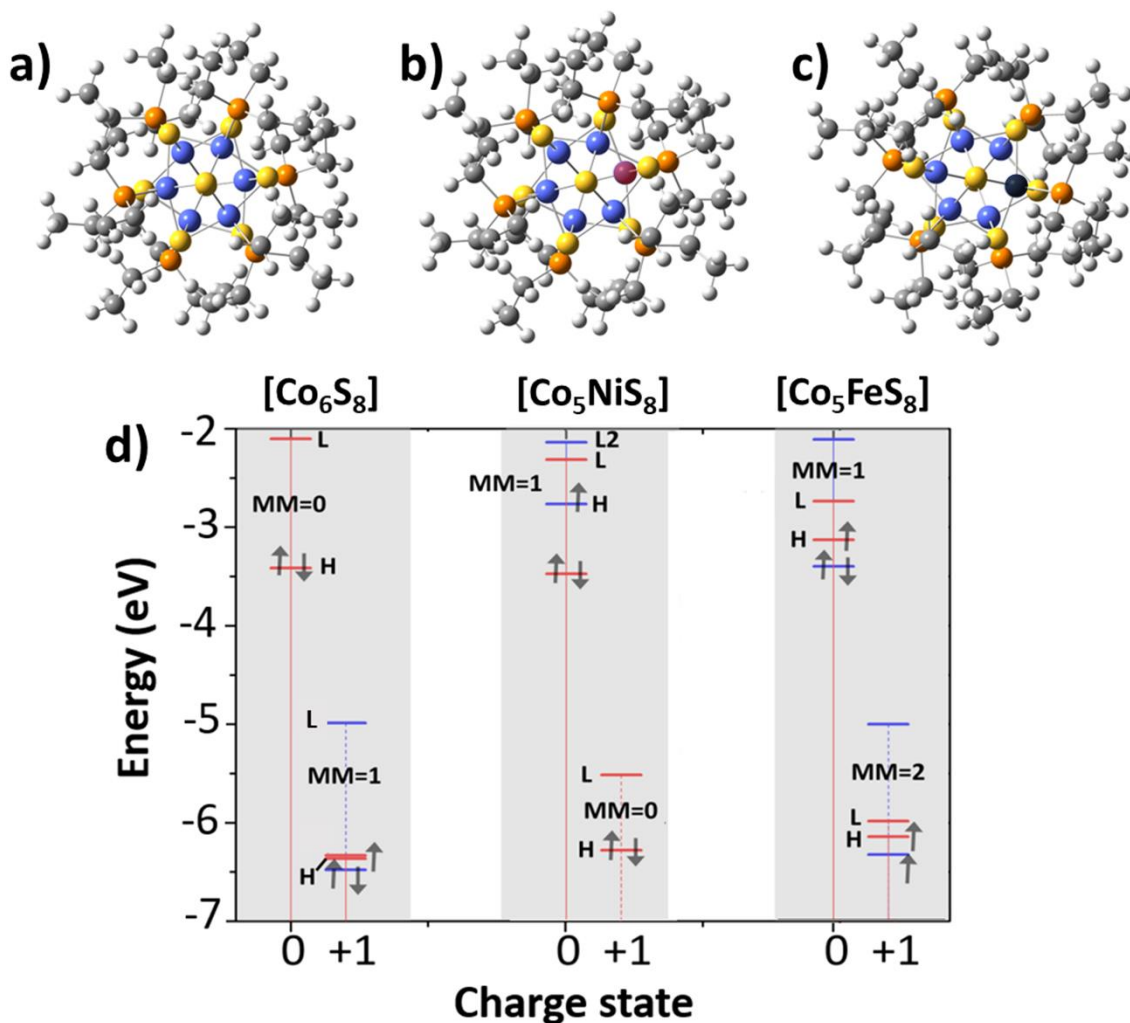 a)
b)
c)
[Co₆S₈]
[Co₅NiS₈]
[Co₅FeS₈]
d)
Energy (eV)
-2
-3
-4
-5
-6
-7
L
MM=0
H
L
MM=1
H
L2
L
MM=1
H
L
MM=0
H
MM=1
L
H
MM=2
L
H
0 +1
0 +1
0 +1
Charge state